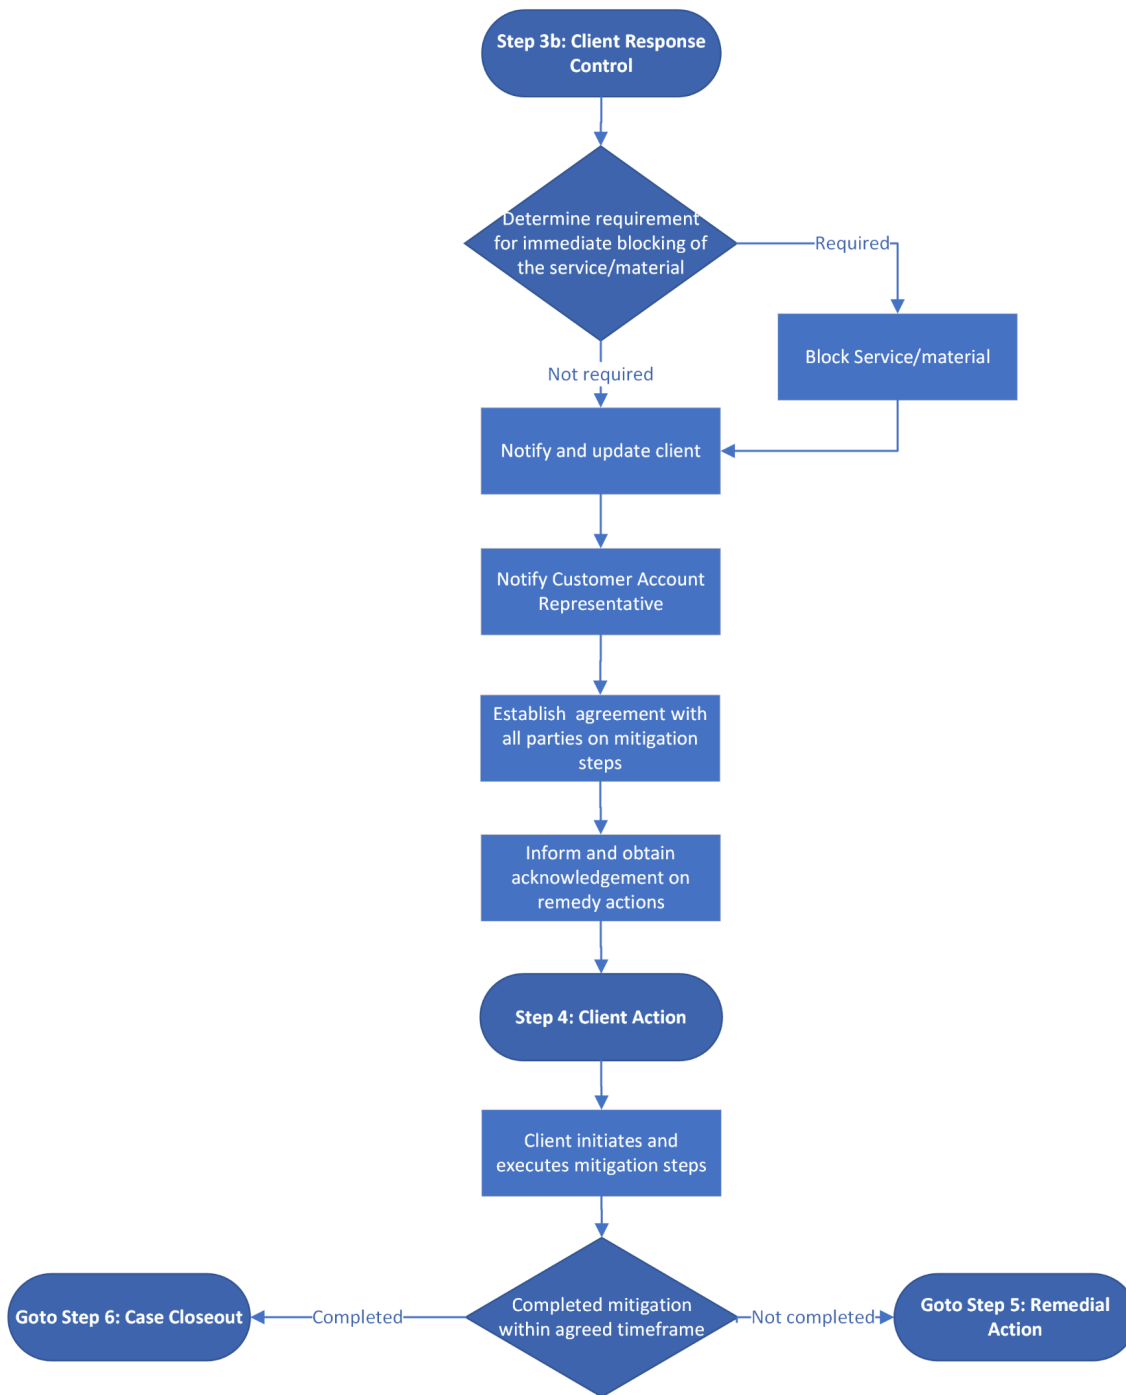 Step 3b: Client Response
Control
Determine requirement
for immediate blocking of
the service/material
Required
Block Service/material
Not required
Notify and update client
Notify Customer Account
Representative
Establish  agreement with
all parties on mitigation
steps
Inform and obtain
acknowledgement on
remedy actions
Step 4: Client Action
Client initiates and
executes mitigation steps
Completed mitigation
within agreed timeframe
Completed
Goto Step 6: Case Closeout
Not completed
Goto Step 5: Remedial
Action